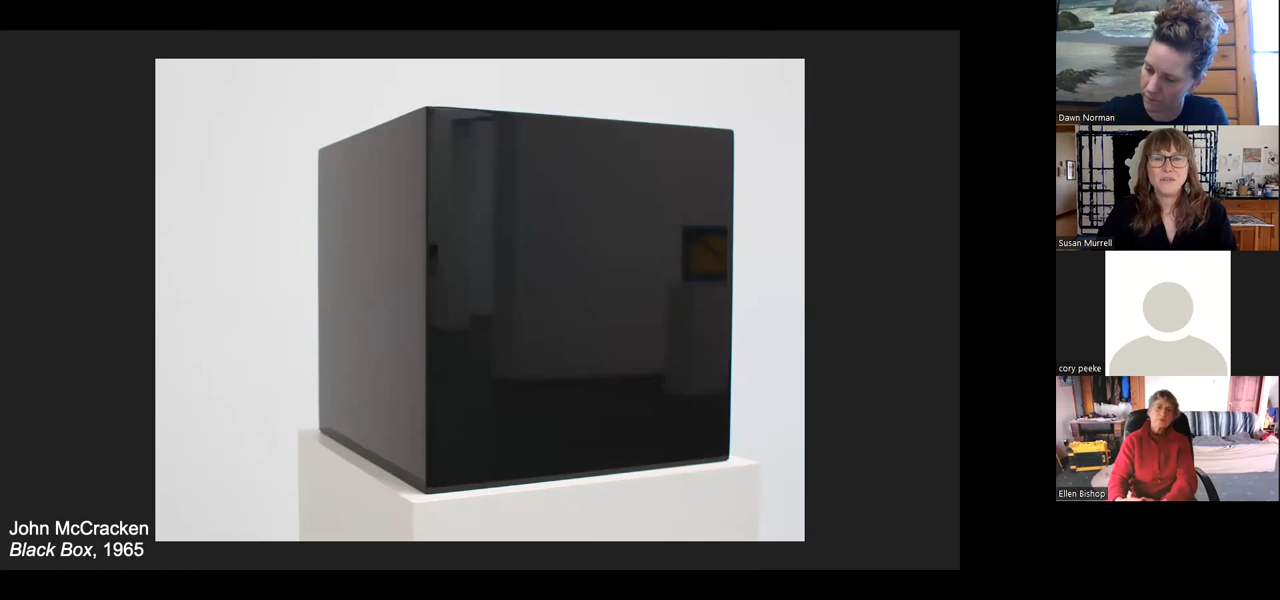 John McCracken
Black Box, 1965
Dawn Norman
Susan Murrell
cory peeke
Ellen Bishop